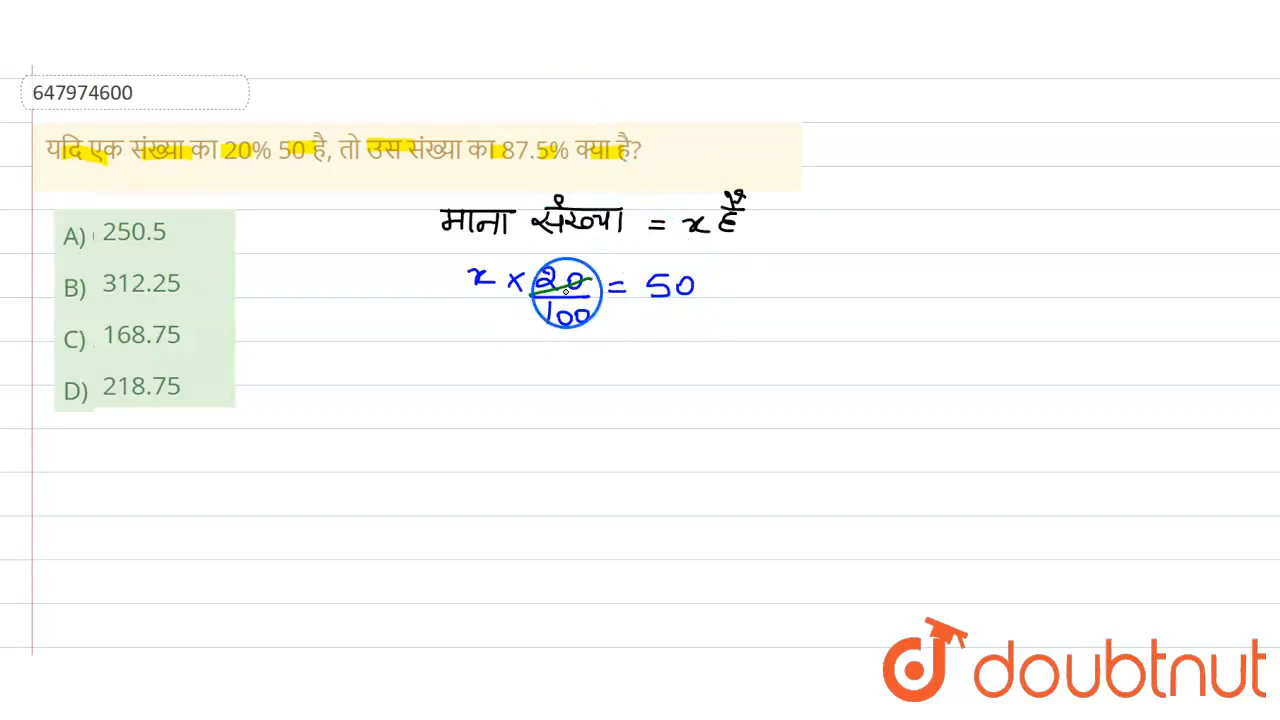 647974600
यदि एक संख्या का 20% 50 है, तो उस संख्या का 87.5% क्या है?
A) 250.5
B) 312.25
C) 168.75
D) 218.75
माना संख्या = x है
x × 20/100 = 50
doubtnut